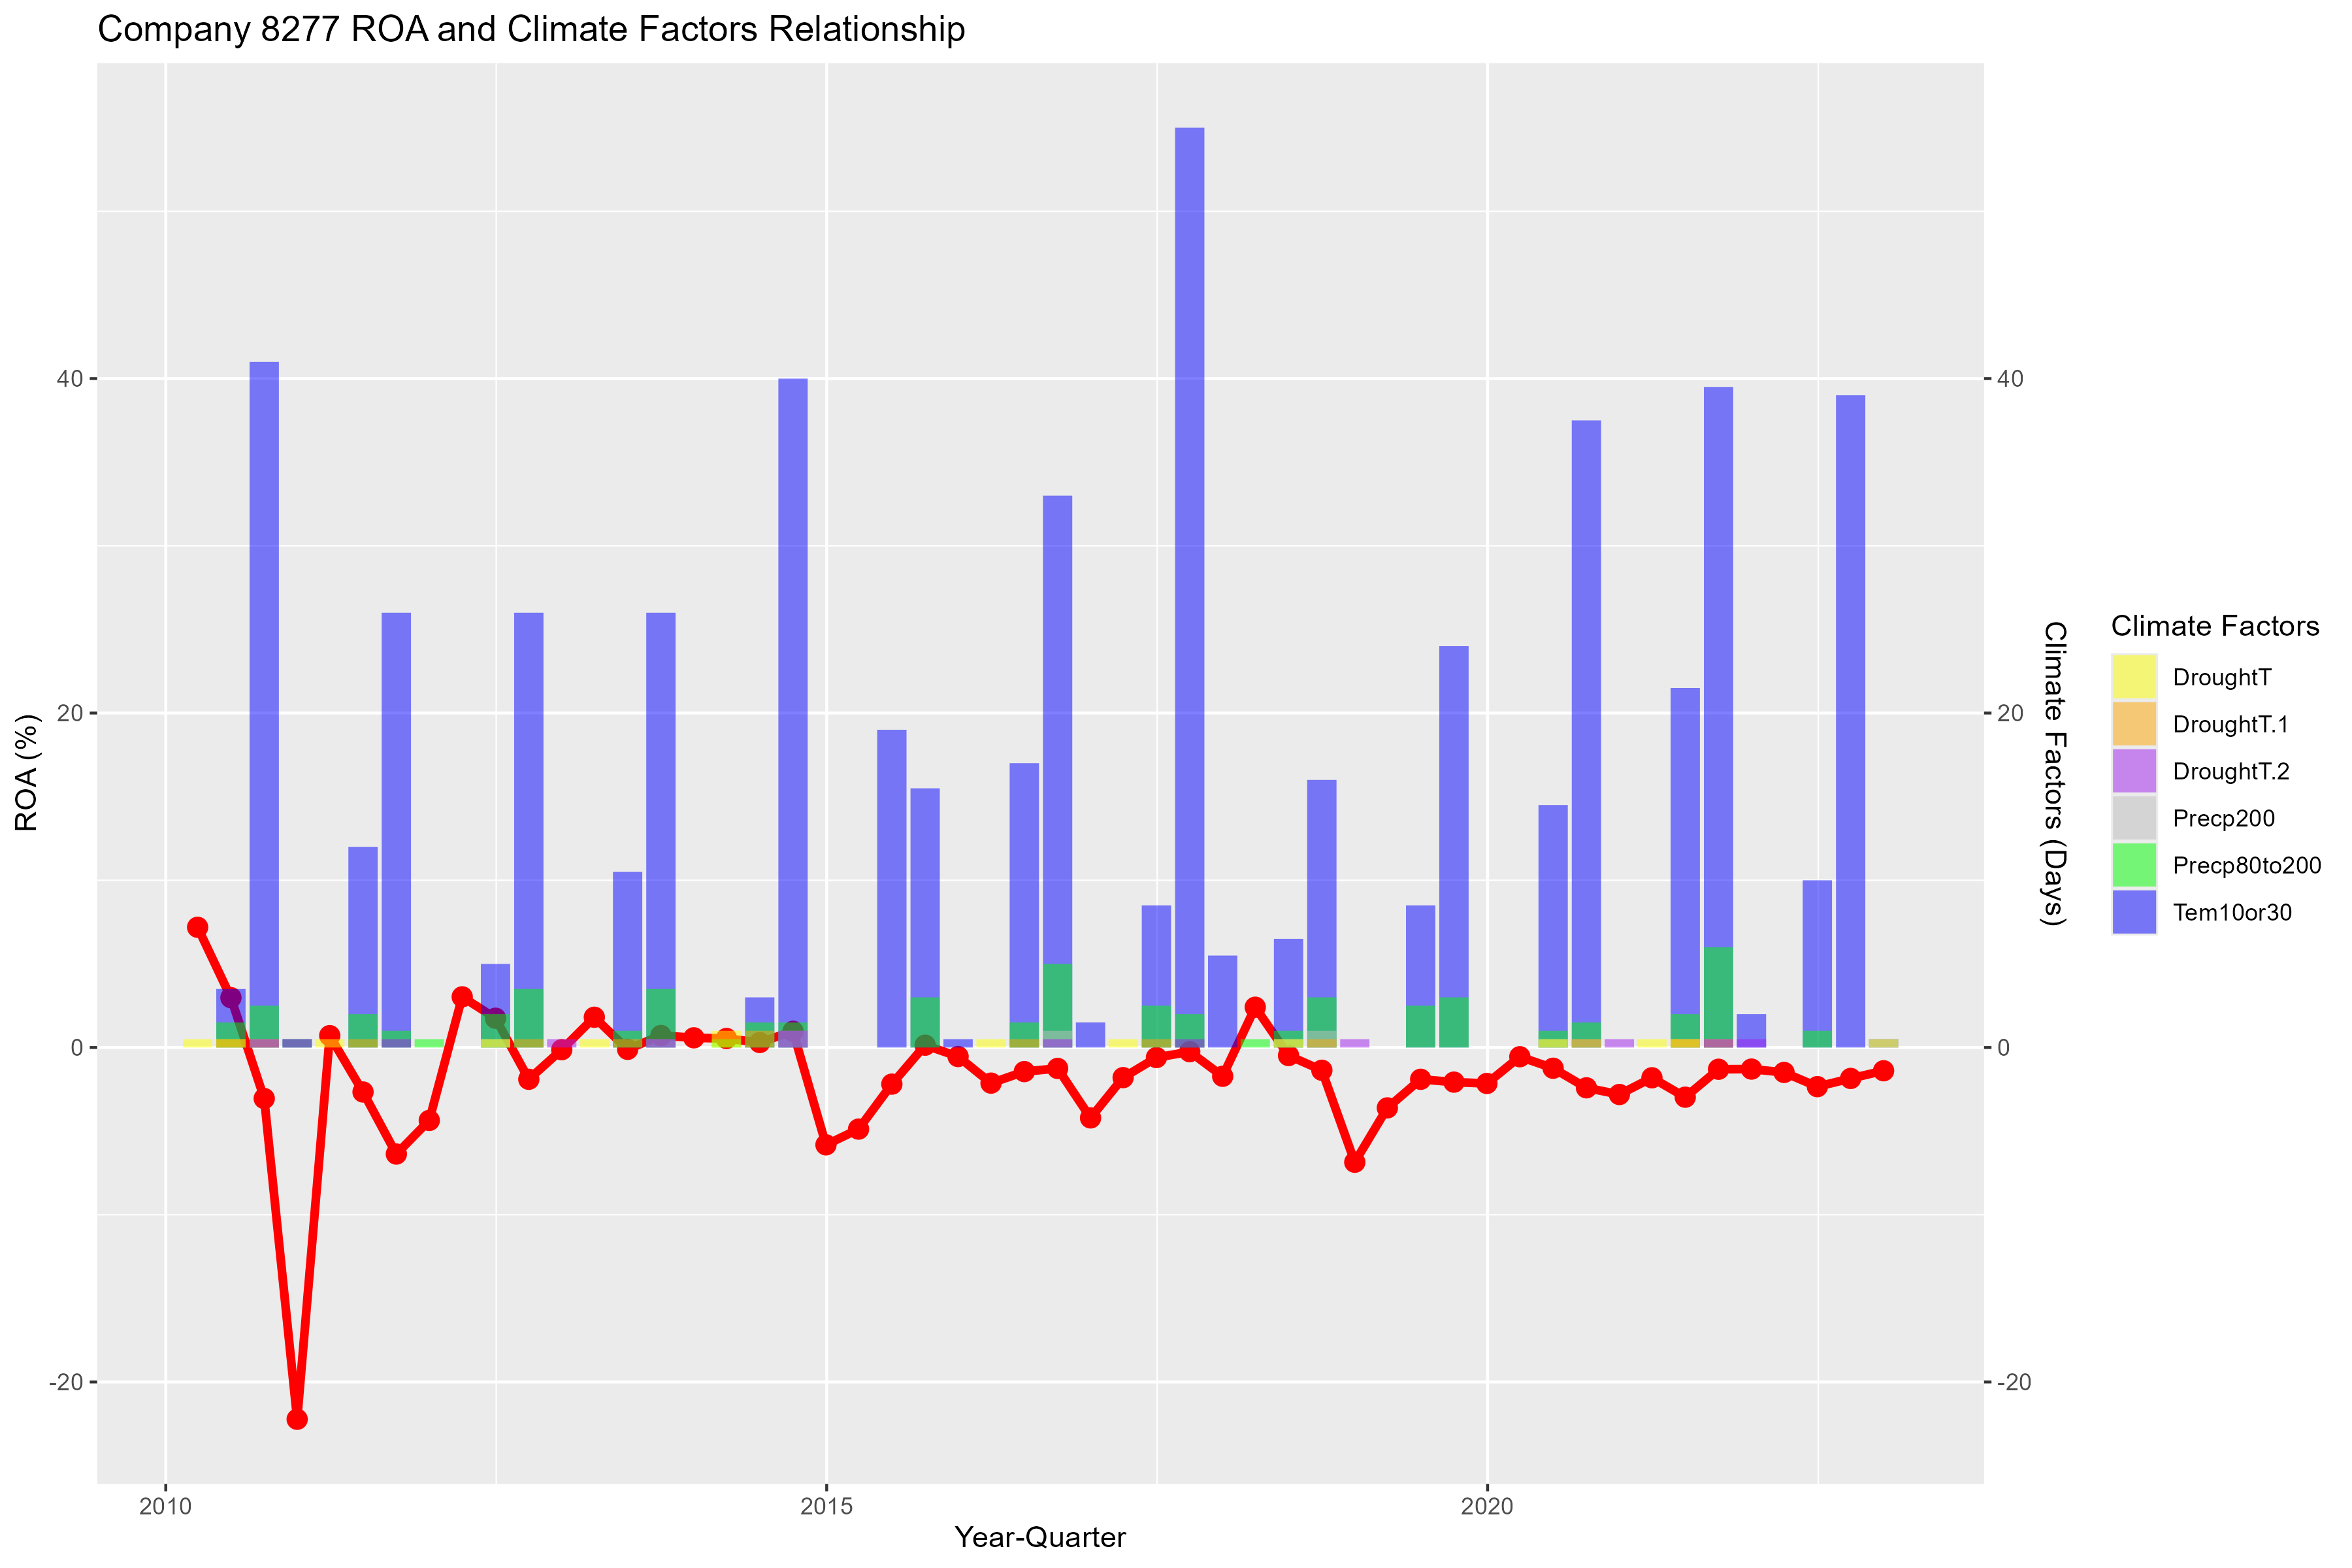 Company 8277 ROA and Climate Factors Relationship
ROA (%)
40
20
0
-20
40
20
0
-20
Climate Factors (Days)
2010
2015
2020
Year-Quarter
Climate Factors
DroughtT
DroughtT.1
DroughtT.2
Precp200
Precp80to200
Tem10or30